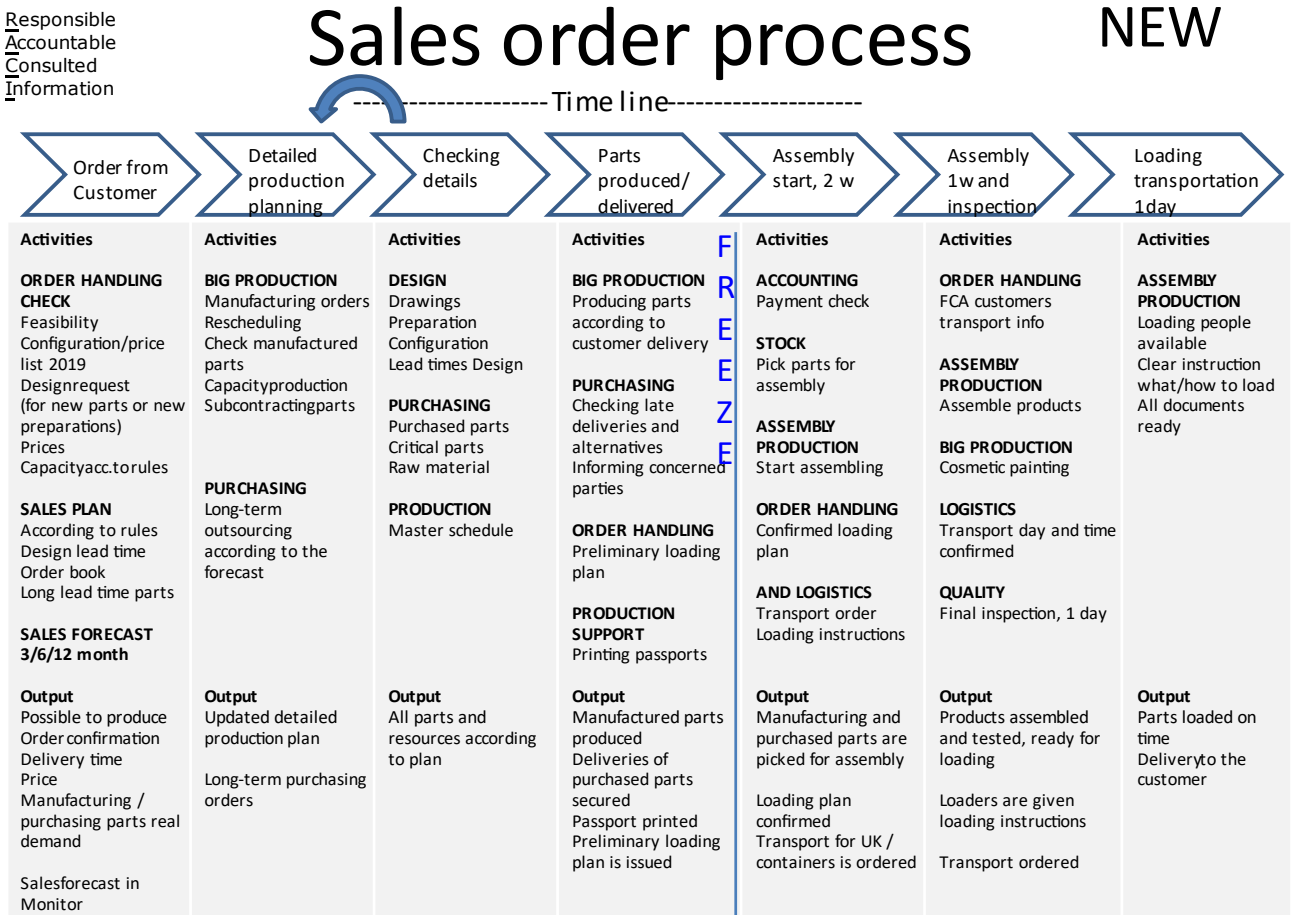 Responsible
Accountable
Consulted
Information
Sales order process
NEW
---------------------Time line---------------------
Order from
Customer
Detailed
production
planning
Checking
details
Parts
produced/
delivered
Assembly
start, 2 w
Assembly
1w and
inspection
Loading
transportation
1day
Activities
ORDER HANDLING
CHECK
Feasibility
Configuration/price
list 2019
Designrequest
(for new parts or new
preparations)
Prices
Capacityacc.torules
SALES PLAN
According to rules
Design lead time
Order book
Long lead time parts
SALES FORECAST
3/6/12 month
Output
Possible to produce
Order confirmation
Delivery time
Price
Manufacturing /
purchasing parts real
demand
Salesforecast in
Monitor
Activities
BIG PRODUCTION
Manufacturing orders
Rescheduling
Check manufactured
parts
Capacityproduction
Subcontractingparts
PURCHASING
Long-term
outsourcing
according to the
forecast
Output
Updated detailed
production plan
Long-term purchasing
orders
Activities
DESIGN
Drawings
Preparation
Configuration
Lead times Design
PURCHASING
Purchased parts
Critical parts
Raw material
PRODUCTION
Master schedule
Output
All parts and
resources according
to plan
Activities
BIG PRODUCTION
Producing parts
according to
customer delivery
PURCHASING
Checking late
deliveries and
alternatives
Informing concerned
parties
ORDER HANDLING
Preliminary loading
plan
PRODUCTION
SUPPORT
Printing passports
Output
Manufactured parts
produced
Deliveries of
purchased parts
secured
Passport printed
Preliminary loading
plan is issued
F
R
E
E
Z
E
Activities
ACCOUNTING
Payment check
STOCK
Pick parts for
assembly
ASSEMBLY
PRODUCTION
Start assembling
ORDER HANDLING
Confirmed loading
plan
AND LOGISTICS
Transport order
Loading instructions
Output
Manufacturing and
purchased parts are
picked for assembly
Loading plan
confirmed
Transport for UK /
containers is ordered
Activities
ORDER HANDLING
FCA customers
transport info
ASSEMBLY
PRODUCTION
Assemble products
BIG PRODUCTION
Cosmetic painting
LOGISTICS
Transport day and time
confirmed
QUALITY
Final inspection, 1 day
Output
Products assembled
and tested, ready for
loading
Loaders are given
loading instructions
Transport ordered
Activities
ASSEMBLY
PRODUCTION
Loading people
available
Clear instruction
what/how to load
All documents
ready
Output
Parts loaded on
time
Deliveryto the
customer